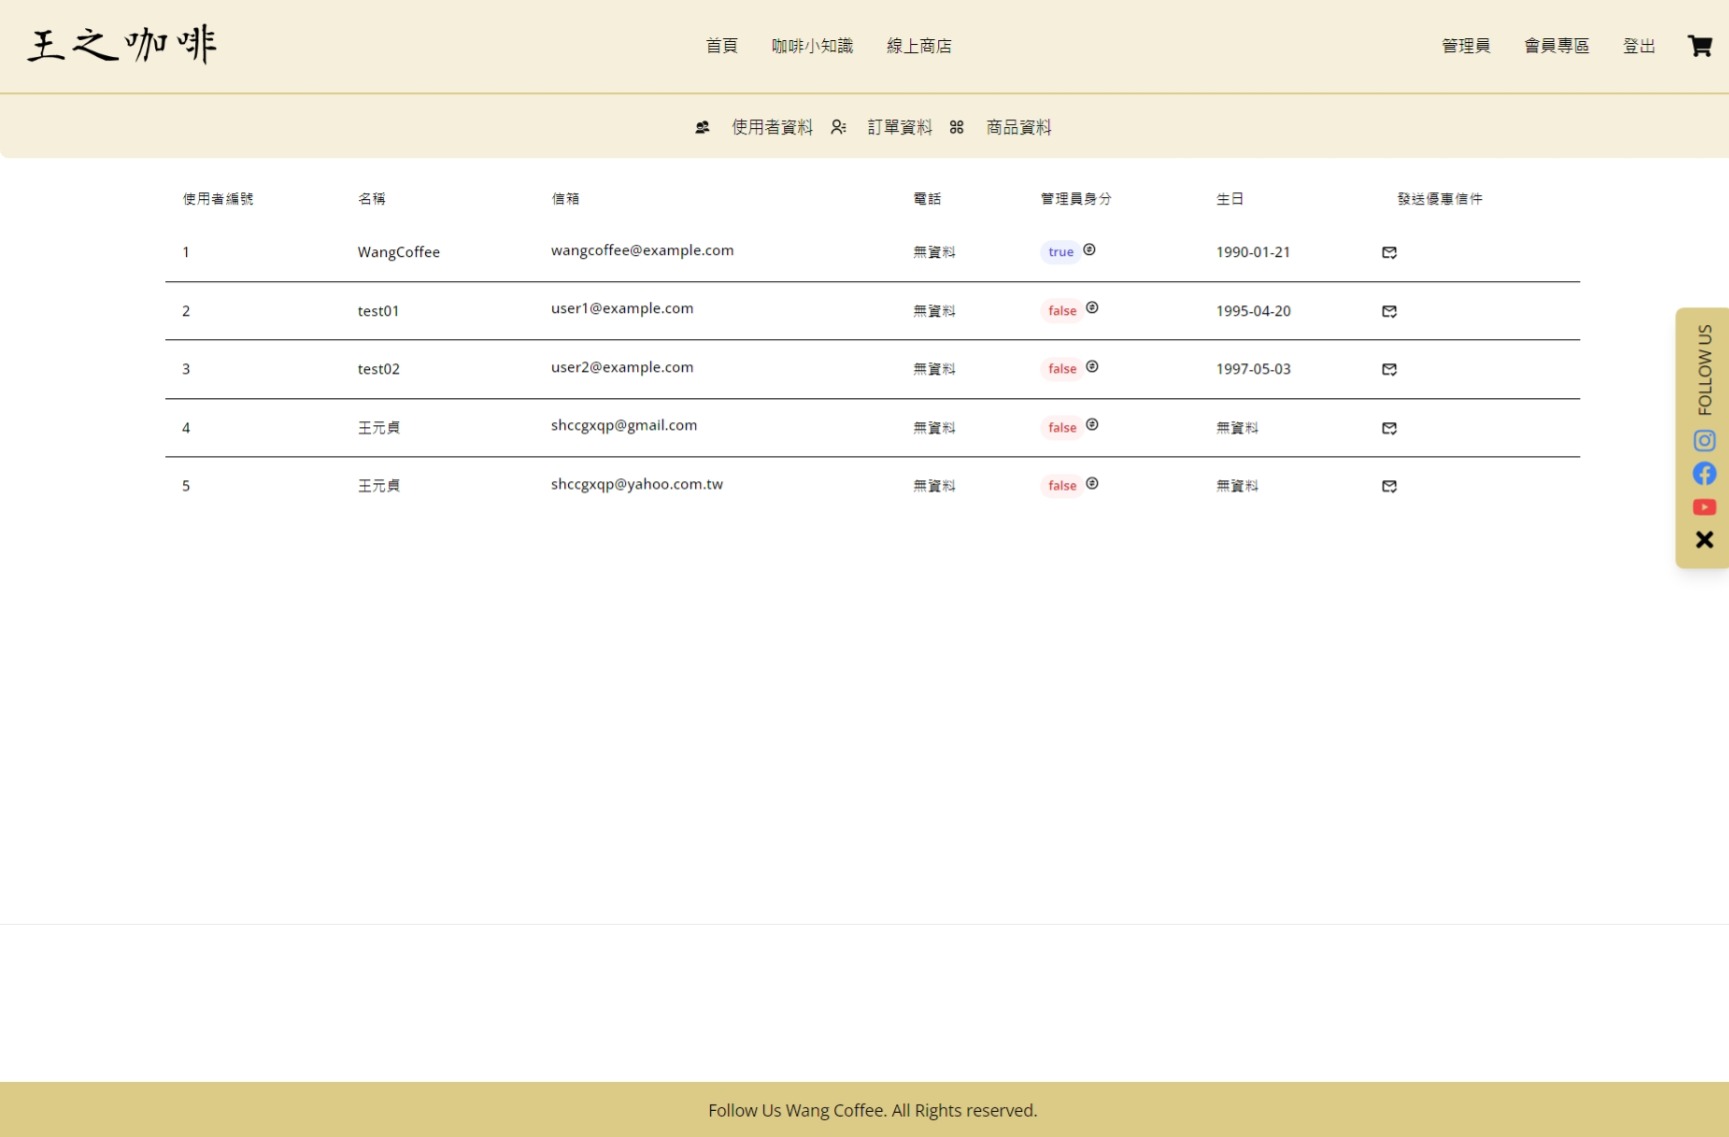 王之咖啡
首頁 咖啡小知識 線上商店
管理員 會員專區 登出
使用者資料 訂單資料 商品資料
使用者編號 名稱 信箱 電話 管理員身分 生日 發送優惠信件
1 WangCoffee wangcoffee@example.com 無資料 true 1990-01-21
2 test01 user1@example.com 無資料 false 1995-04-20
3 test02 user2@example.com 無資料 false 1997-05-03
4 王元貞 shccgxqp@gmail.com 無資料 false 無資料
5 王元貞 shccgxqp@yahoo.com.tw 無資料 false 無資料
FOLLOW US
Follow Us Wang Coffee. All Rights reserved.